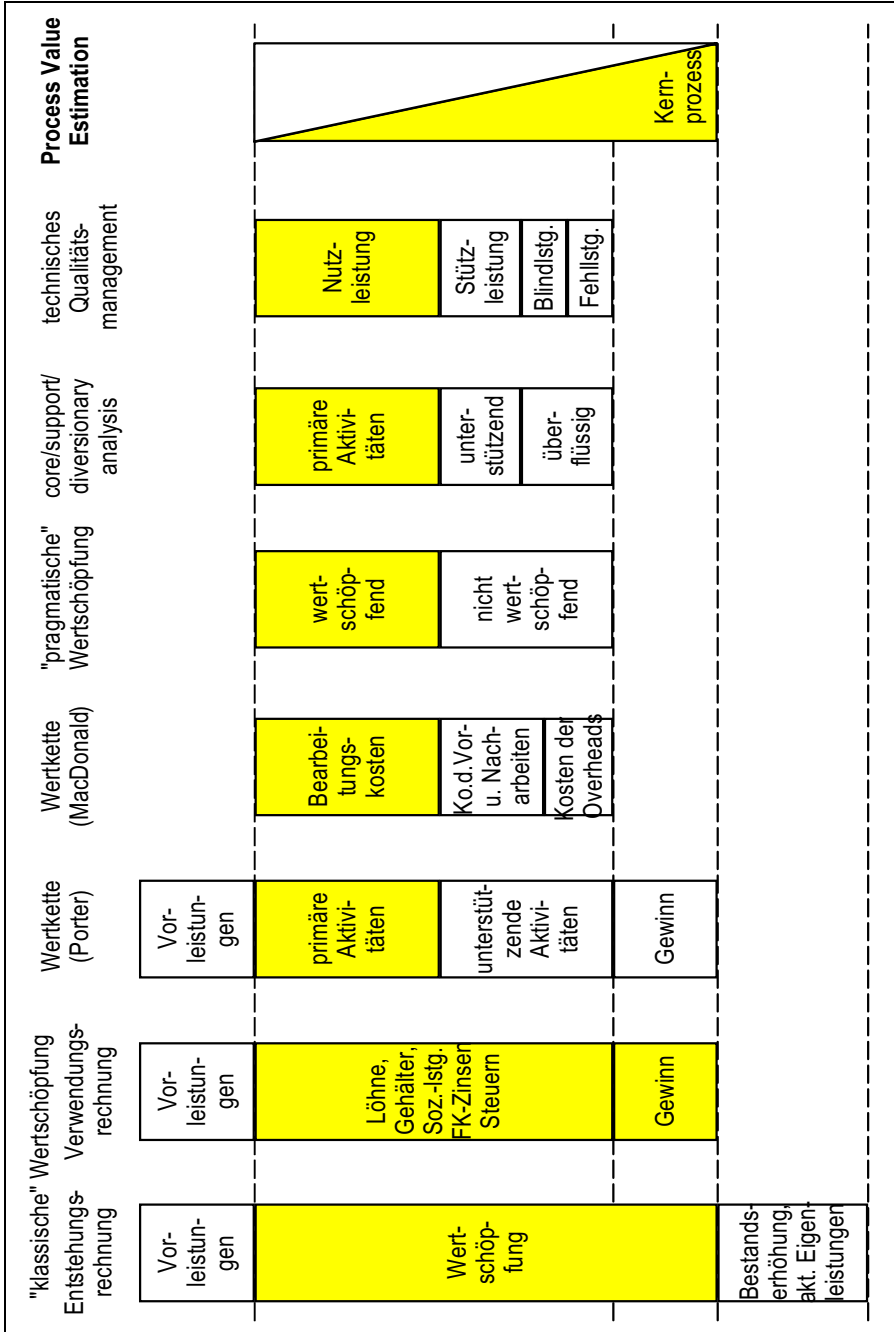 "klassische" Wertschöpfung
Entstehungs-
rechnung
Vor-
leistun-
gen
Wert-
schöp-
fung
Bestands-
erhöhung,
akt. Eigen-
leistungen
Verwendungs-
rechnung
Vor-
leistun-
gen
Löhne,
Gehälter,
Soz.-lstg.
FK-Zinsen
Steuern
Gewinn
Wertkette
(Porter)
Vor-
leistun-
gen
primäre
Aktivi-
täten
unterstüt-
zende
Aktivi-
täten
Gewinn
Wertkette
(MacDonald)
Bearbei-
tungs-
kosten
Ko.d.Vor-
u. Nach-
arbeiten
Kosten der
Overheads
"pragmatische"
Wertschöpfung
wert-
schöp-
fend
nicht
wert-
schöp-
fend
core/support/
diversionary
analysis
primäre
Aktivi-
täten
unter-
stützend
über-
flüssig
technisches
Qualitäts-
management
Nutz-
leistung
Stütz-
leistung
Blindlstg.
Fehllstg.
Process Value
Estimation
Kern-
prozess